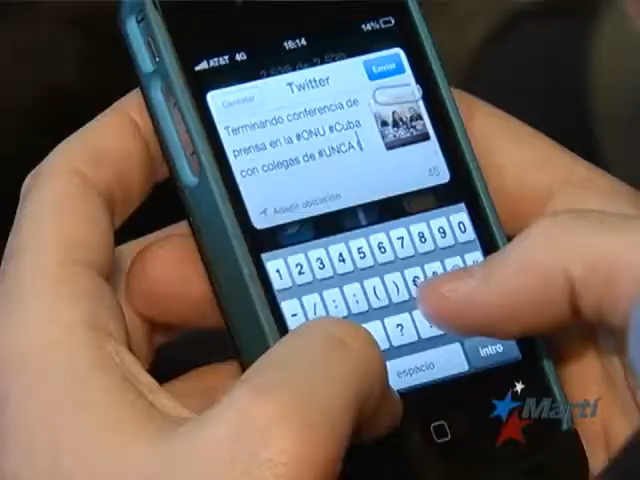 AT&T 4G 16:14 14%
Cancelar Twitter Enviar
Terminando conferencia de
prensa en la #ONU #Cuba
con colegas de #UNCA (
45
Añadir ubicación
1 2 3 4 5 6 7 8 9 0
- / : ; ( )
?
espacio intro
Martí